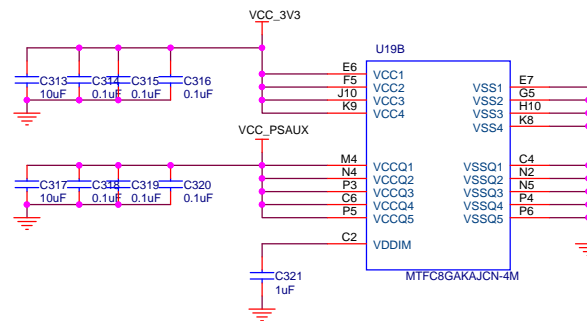 VCC_3V3
U19B
C313
10uF
C314
0.1uF
C315
0.1uF
C316
0.1uF
E6
VCC1
F5
VCC2
J10
VCC3
K9
VCC4
VSS1
E7
VSS2
G5
VSS3
H10
VSS4
K8
VCC_PSAUX
C317
10uF
C318
0.1uF
C319
0.1uF
C320
0.1uF
M4
VCCQ1
N4
VCCQ2
P3
VCCQ3
C6
VCCQ4
P5
VCCQ5
VSSQ1
C4
VSSQ2
N2
VSSQ3
N5
VSSQ4
P4
VSSQ5
P6
C2
VDDIM
C321
1uF
MTFC8GAKAJCN-4M